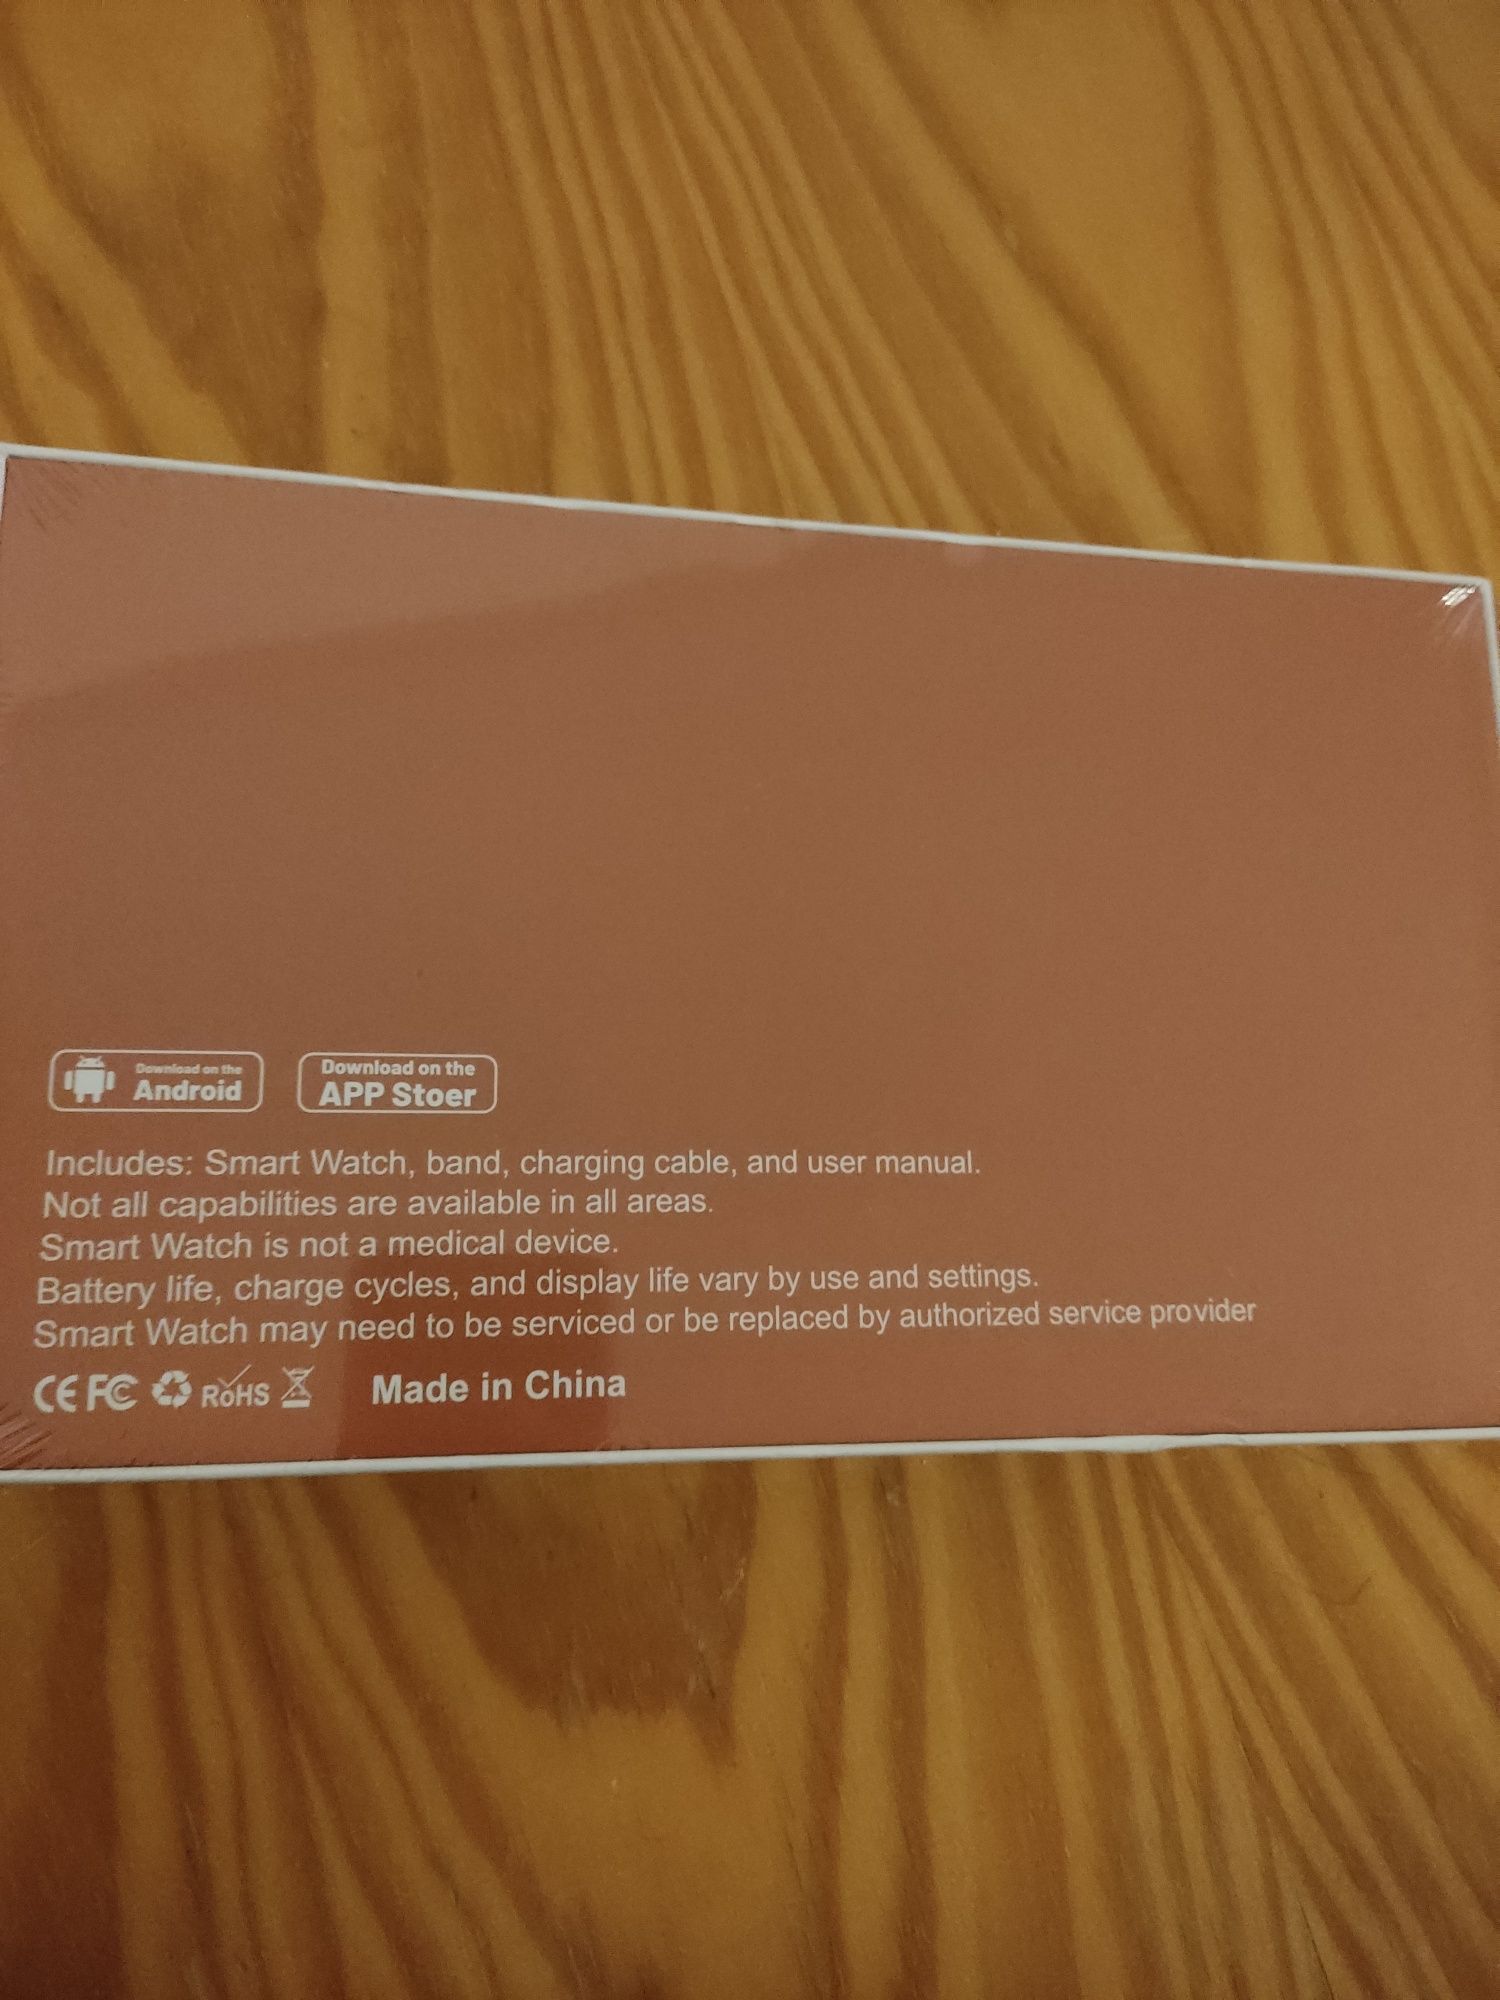 Download on the
Android
Download on the
APP Stoer
Includes: Smart Watch, band, charging cable, and user manual.
Not all capabilities are available in all areas.
Smart Watch is not a medical device.
Battery life, charge cycles, and display life vary by use and settings.
Smart Watch may need to be serviced or be replaced by authorized service provider
CE FC RoHS Made in China